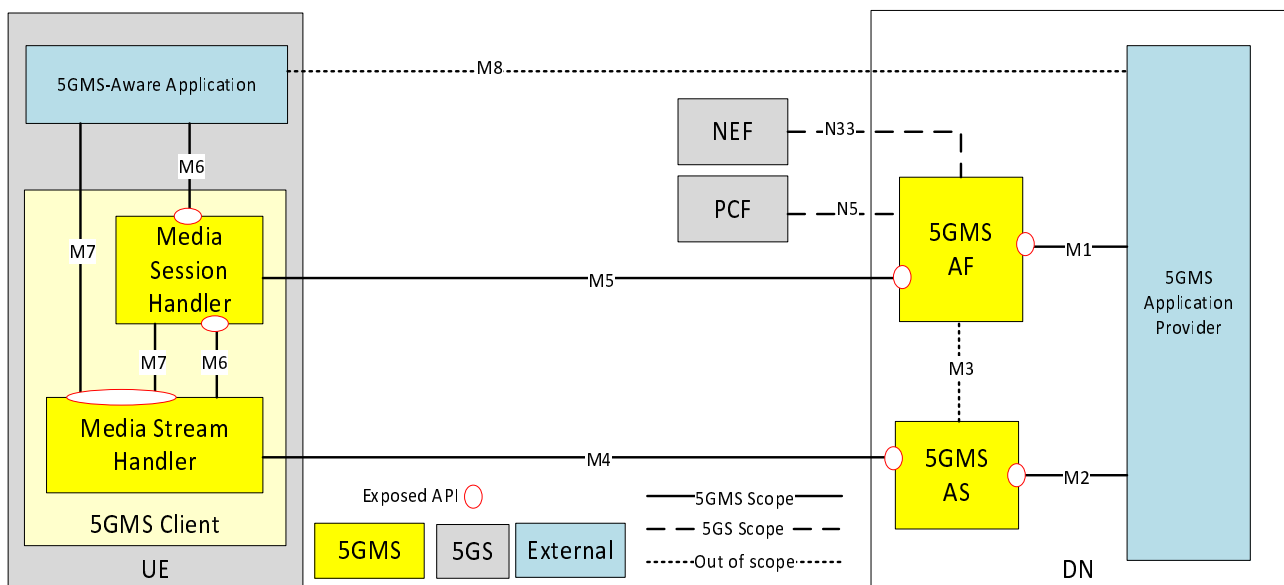 5GMS-Aware Application
M8
NEF
N33
M6
PCF
N5
M7
Media
Session
Handler
5GMS
AF
M1
M5
5GMS
Application
Provider
M7
M6
M3
Media Stream
Handler
M4
5GMS
AS
M2
Exposed API
5GMS Scope
5GMS Client
5GS Scope
5GMS
5GS
External
Out of scope
UE
DN